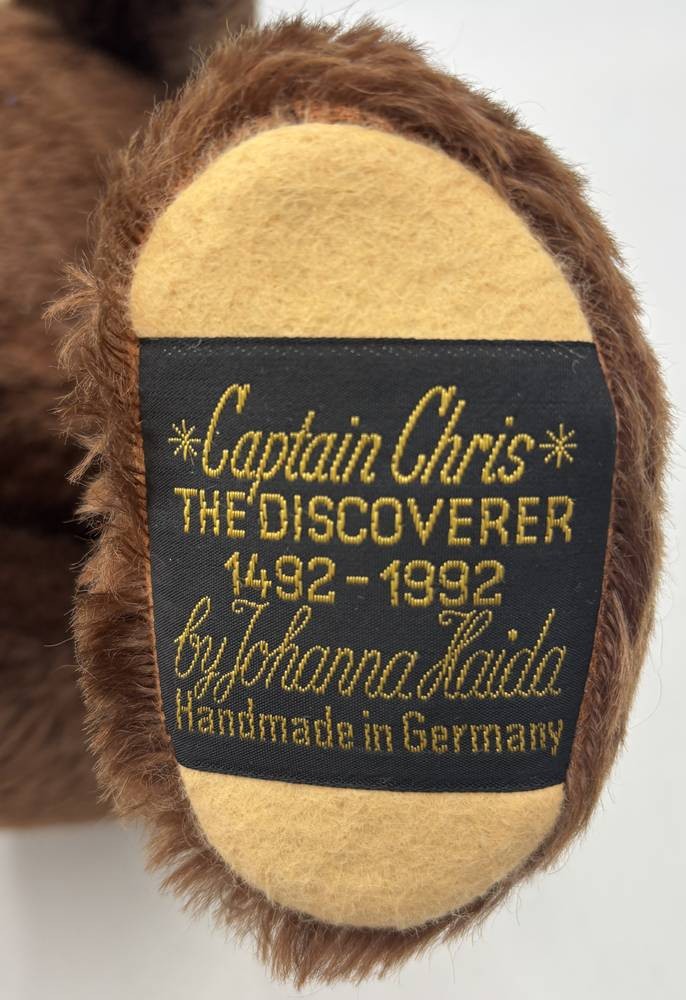 *Captain Chris*
THE DISCOVERER
1492-1992
by Johanna Haida
Handmade in Germany